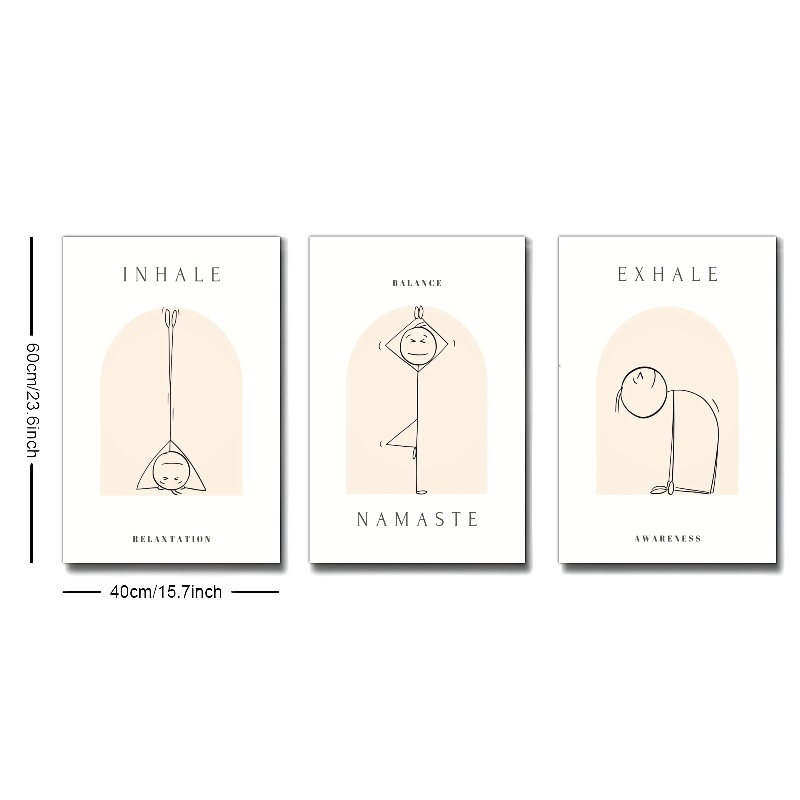 INHALE
RELAXTATION
BALANCE
NAMASTE
EXHALE
AWARENESS
60cm/23.6inch
40cm/15.7inch